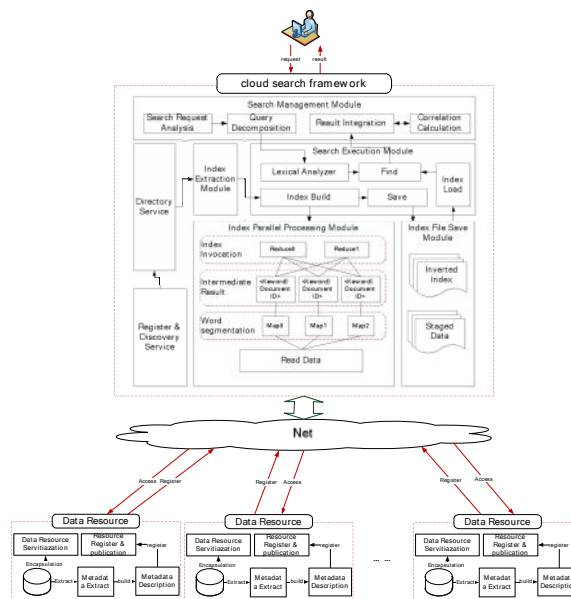 request
result
cloud search framework
Search Management Module
Search Request
Analysis
Query
Decomposition
Result Integration
Correlation
Calculation
Directory
Service
Index
Extraction
Module
Search Execution Module
Lexical Analyzer
Find
Index
Load
Index Build
Save
Register &
Discovery
Service
Index Parallel Processing Module
Index
Invocation
Reduce0
Reduce1
Intermediate
Result
<Keword)
Document
ID>
<Keword)
Document
ID>
<Keword)
Document
ID>
Word
segmentation
Map0
Map1
Map2
Read Data
Index File Save
Module
Inverted
Index
Staged
Data
Net
Access
Register
Register
Access
Register
Access
Data Resource
Data Resource
Servitiazation
Resource
Register &
publication
register
Encapsulation
Extract
Metadat
a Extract
build
Metadata
Description
Data Resource
Data Resource
Servitiazation
Resource
Register &
publication
register
Encapsulation
Extract
Metadat
a Extract
build
Metadata
Description
... ...
Data Resource
Data Resource
Servitiazation
Resource
Register &
publication
register
Encapsulation
Extract
Metadat
a Extract
build
Metadata
Description